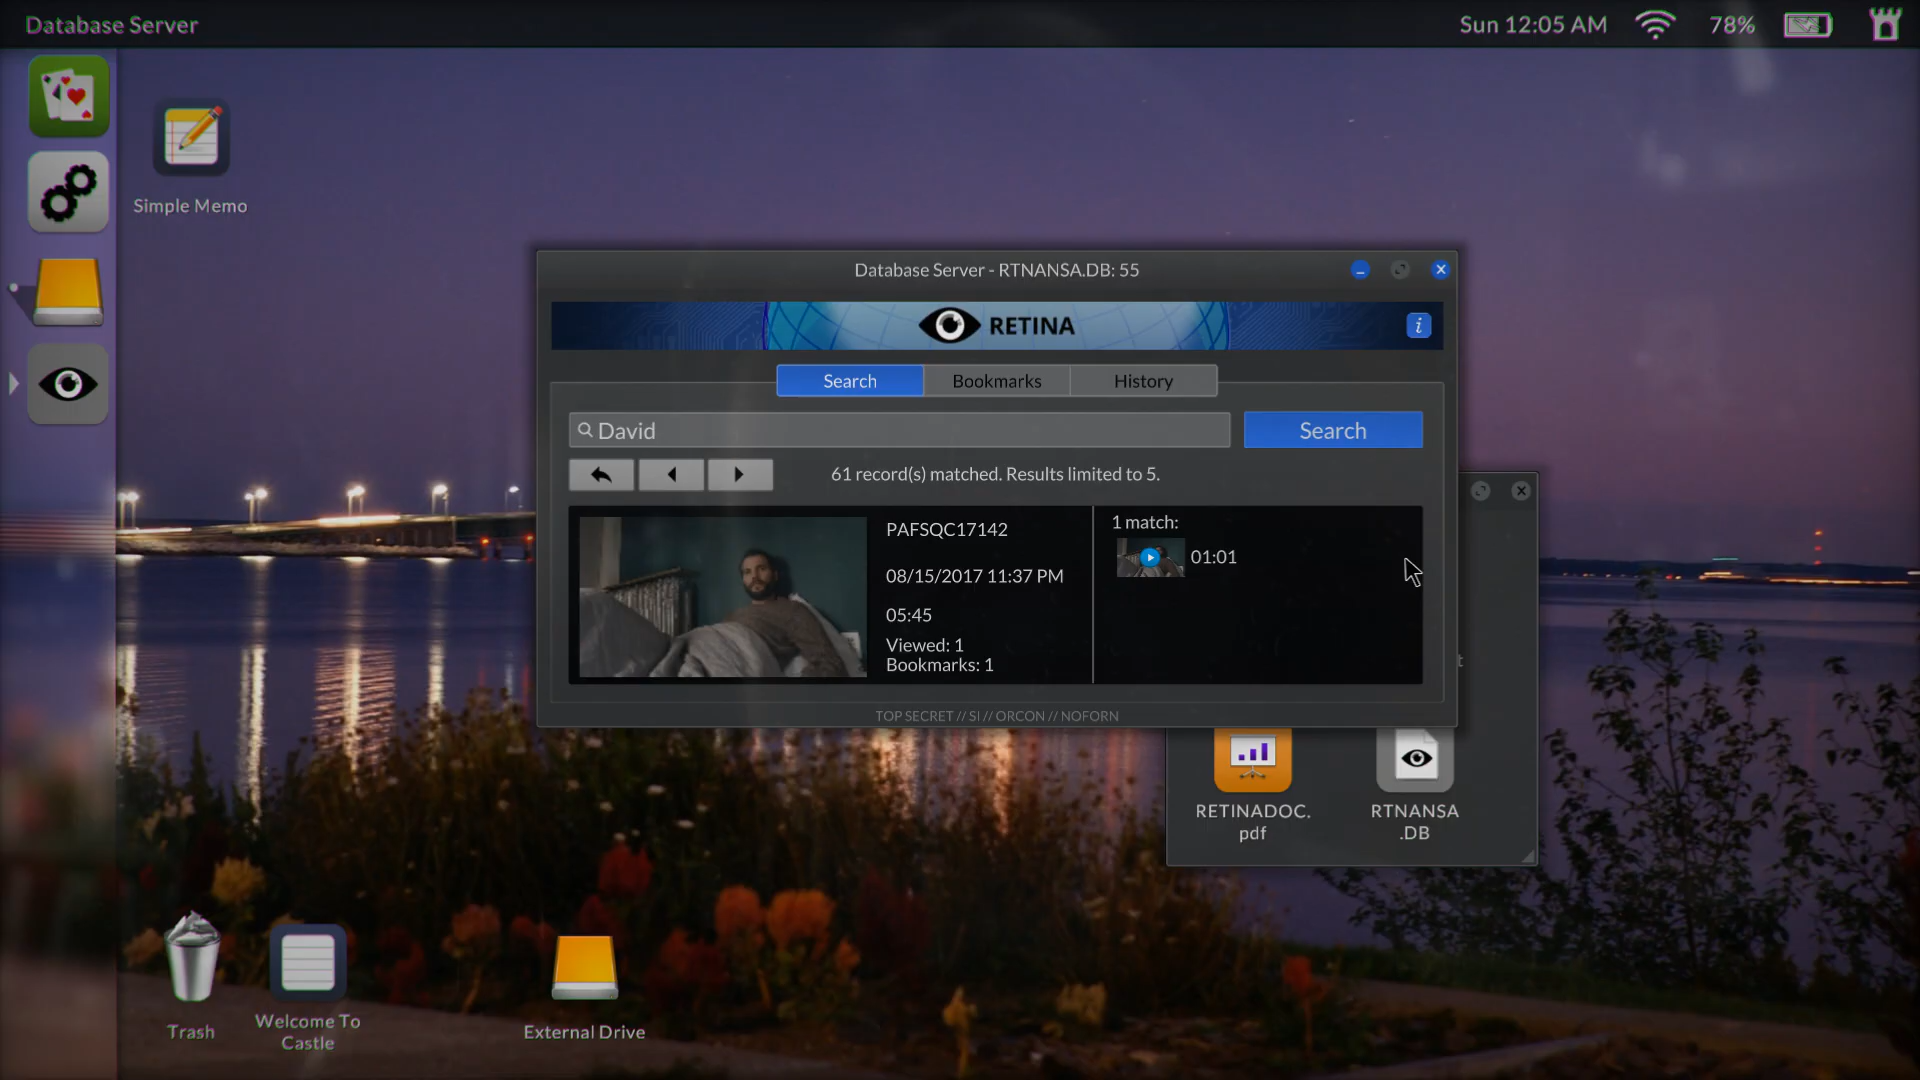 Database Server
Sun 12:05 AM
78%
Simple Memo
Database Server - RTNANSA.DB: 55
RETINA
i
Search
Bookmarks
History
David
Search
61 record(s) matched. Results limited to 5.
PAFSQC17142
08/15/2017 11:37 PM
05:45
Viewed: 1
Bookmarks: 1
1 match:
01:01
TOP SECRET // SI // ORCON // NOFORN
RETINADOC.
pdf
RTNANSA
.DB
Trash
Welcome To
Castle
External Drive